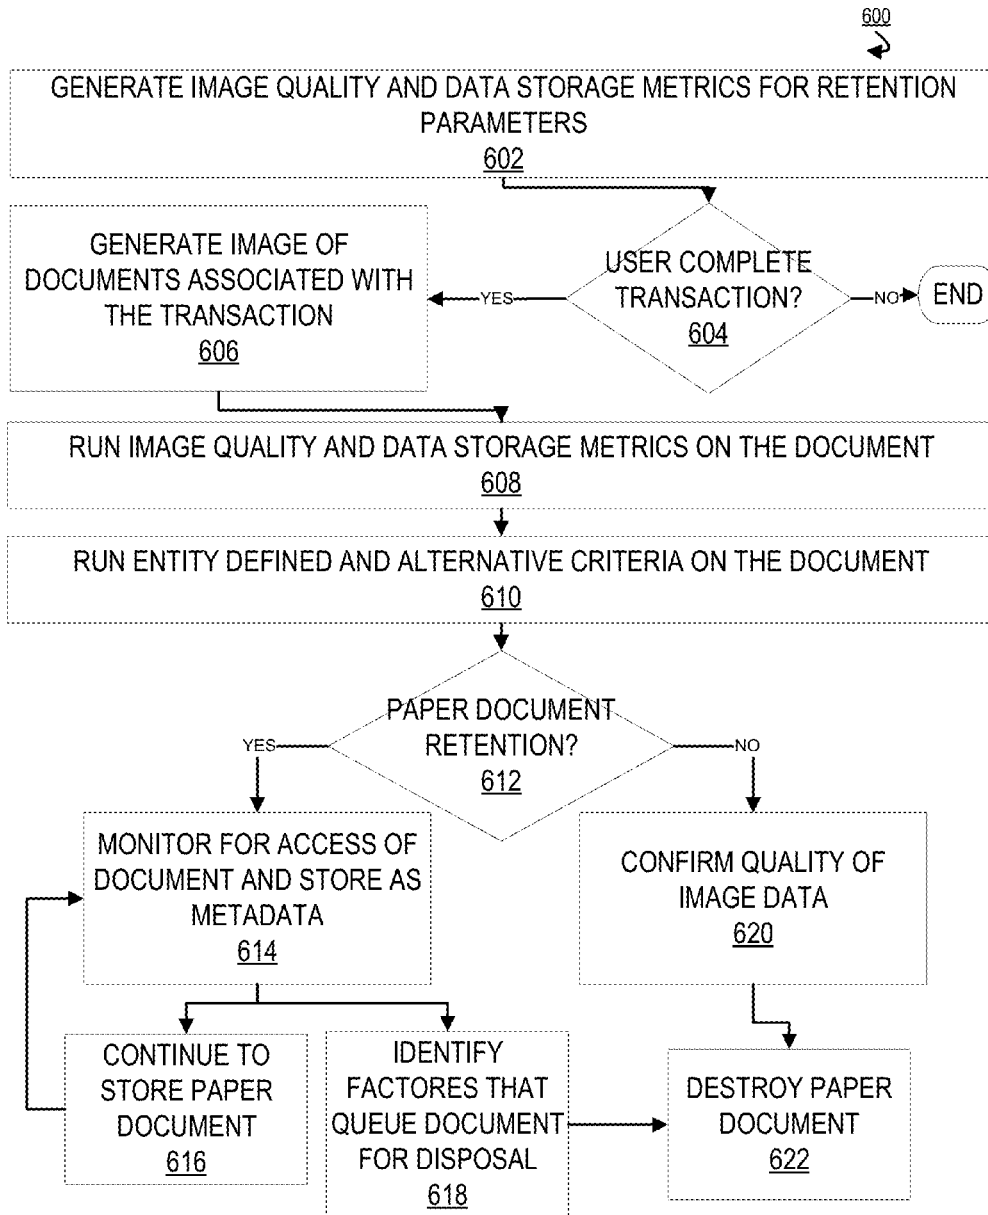 600
GENERATE IMAGE QUALITY AND DATA STORAGE METRICS FOR RETENTION
PARAMETERS
602
GENERATE IMAGE OF
DOCUMENTS ASSOCIATED WITH
THE TRANSACTION
606
USER COMPLETE
TRANSACTION?
604
YES
NO
END
RUN IMAGE QUALITY AND DATA STORAGE METRICS ON THE DOCUMENT
608
RUN ENTITY DEFINED AND ALTERNATIVE CRITERIA ON THE DOCUMENT
610
PAPER DOCUMENT
RETENTION?
612
YES
NO
MONITOR FOR ACCESS OF
DOCUMENT AND STORE AS
METADATA
614
CONFIRM QUALITY OF
IMAGE DATA
620
CONTINUE TO
STORE PAPER
DOCUMENT
616
IDENTIFY
FACTORES THAT
QUEUE DOCUMENT
FOR DISPOSAL
618
DESTROY PAPER
DOCUMENT
622